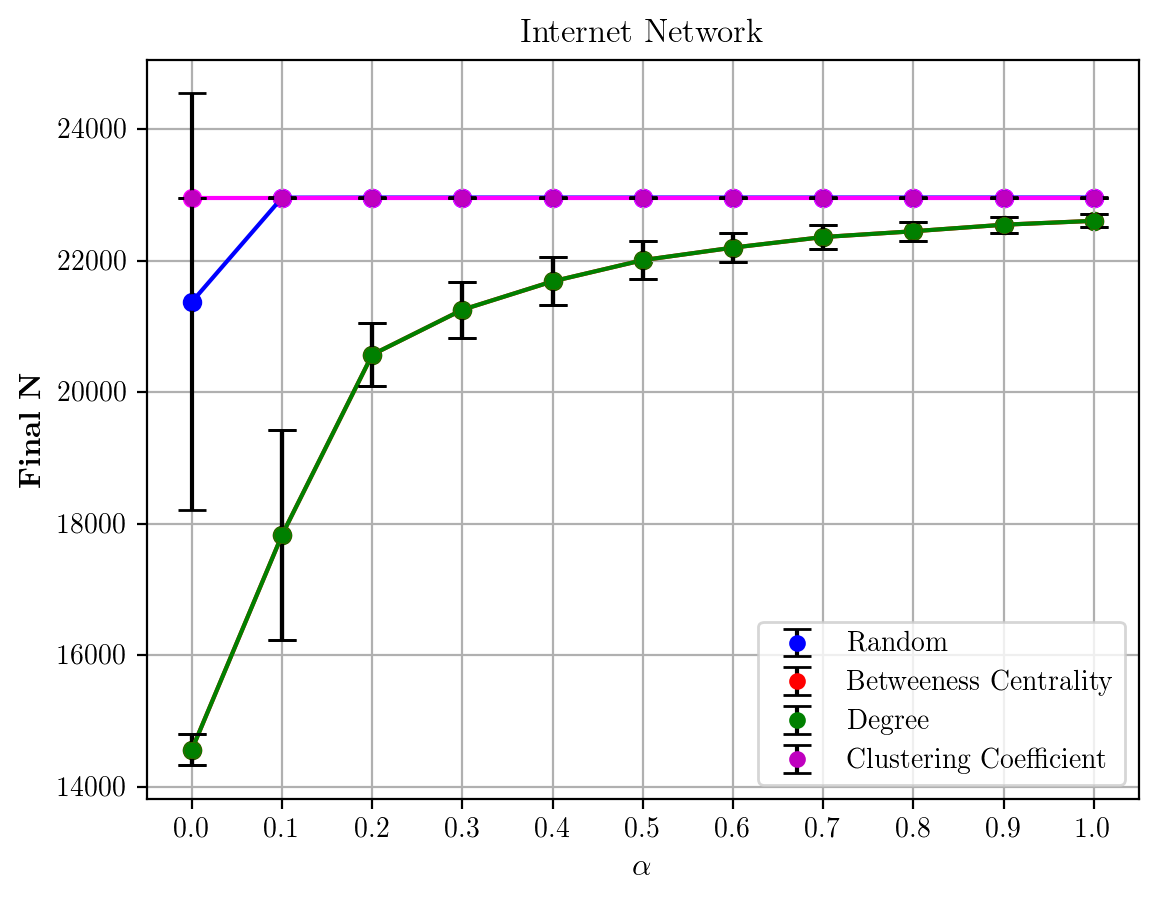 Internet Network
Final N
24000
22000
20000
18000
16000
14000
0.0 0.1 0.2 0.3 0.4 0.5 0.6 0.7 0.8 0.9 1.0
α
Random
Betweeness Centrality
Degree
Clustering Coefficient